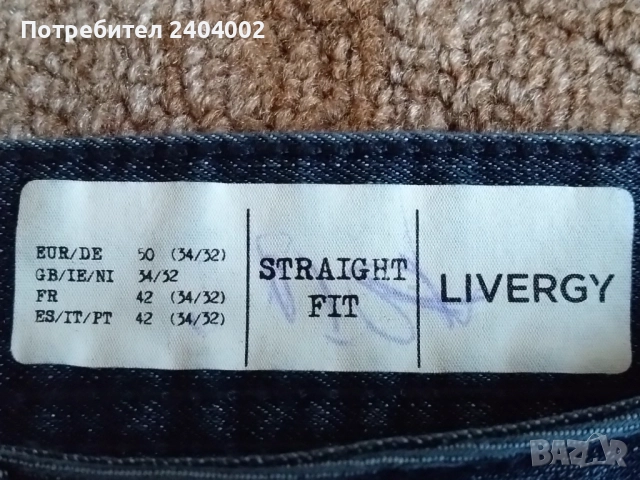 Потребител 2404002
EUR/DE 50 (34/32)
GB/IE/NI 34/32
FR 42 (34/32)
ES/IT/PT 42 (34/32)
STRAIGHT
FIT
LIVERGY
BAZAR